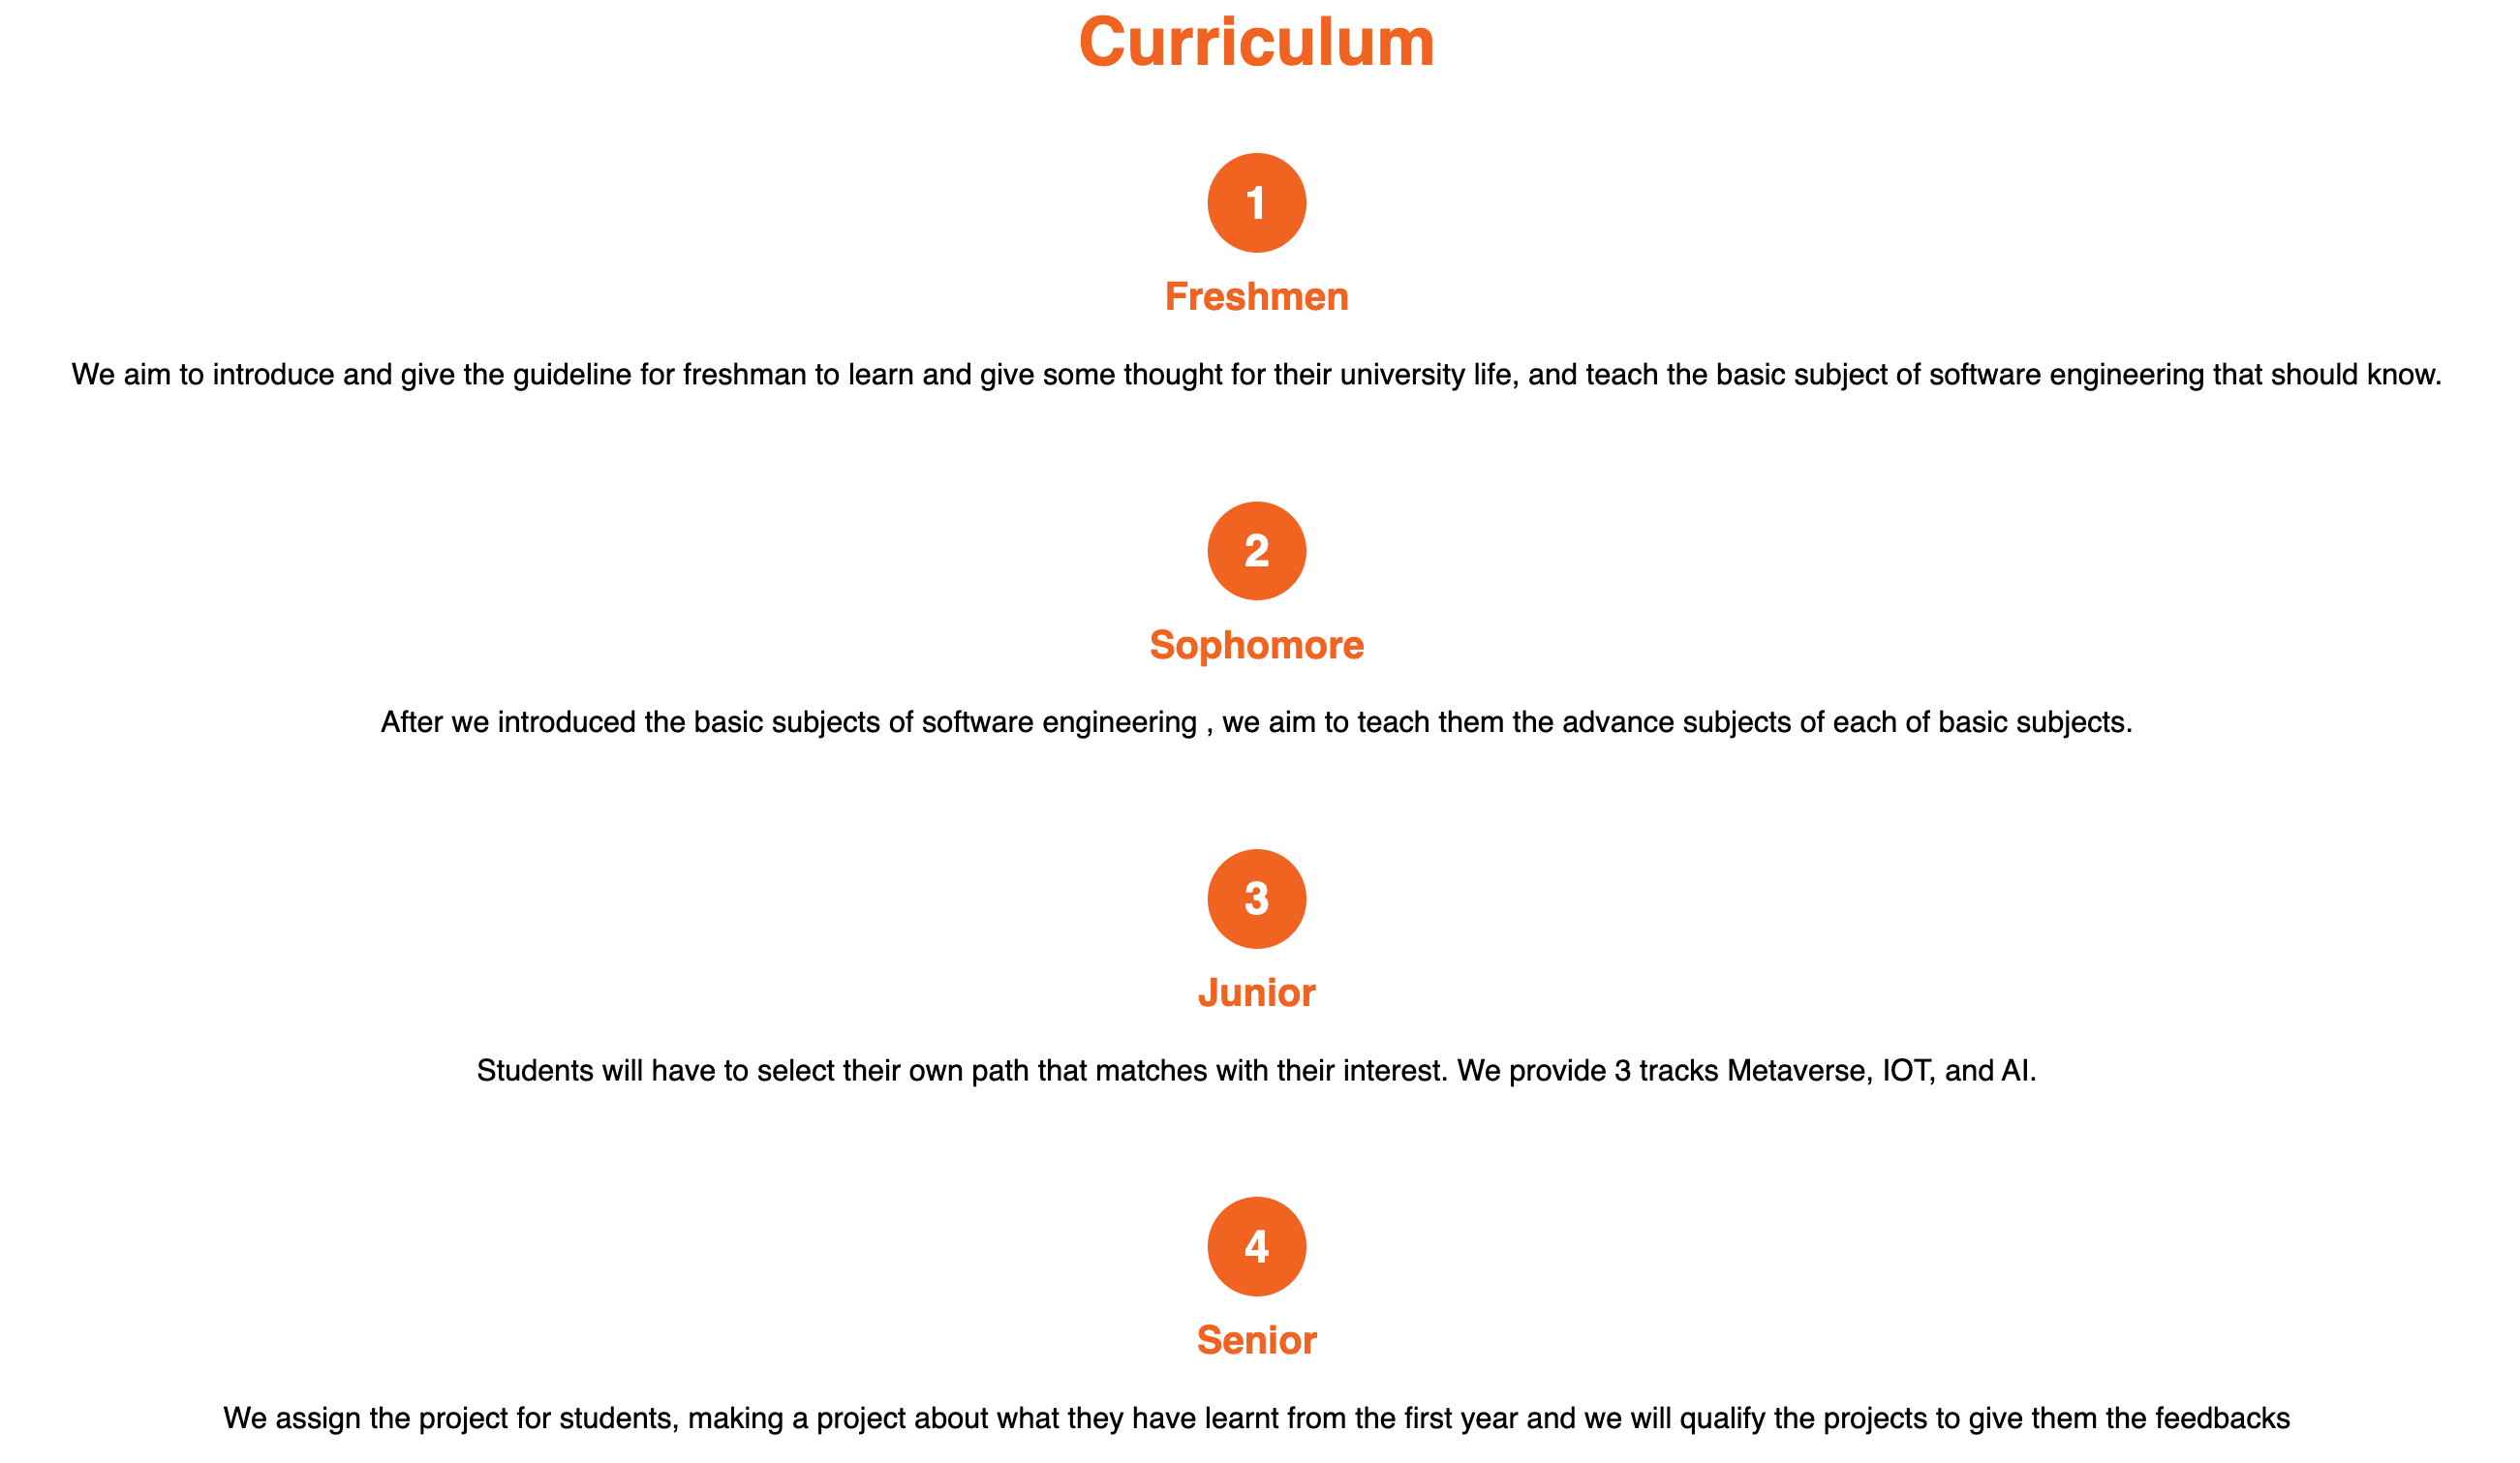 Curriculum
1
Freshmen
We aim to introduce and give the guideline for freshman to learn and give some thought for their university life, and teach the basic subject of software engineering that should know.
2
Sophomore
After we introduced the basic subjects of software engineering , we aim to teach them the advance subjects of each of basic subjects.
3
Junior
Students will have to select their own path that matches with their interest. We provide 3 tracks Metaverse, IOT, and AI.
4
Senior
We assign the project for students, making a project about what they have learnt from the first year and we will qualify the projects to give them the feedbacks